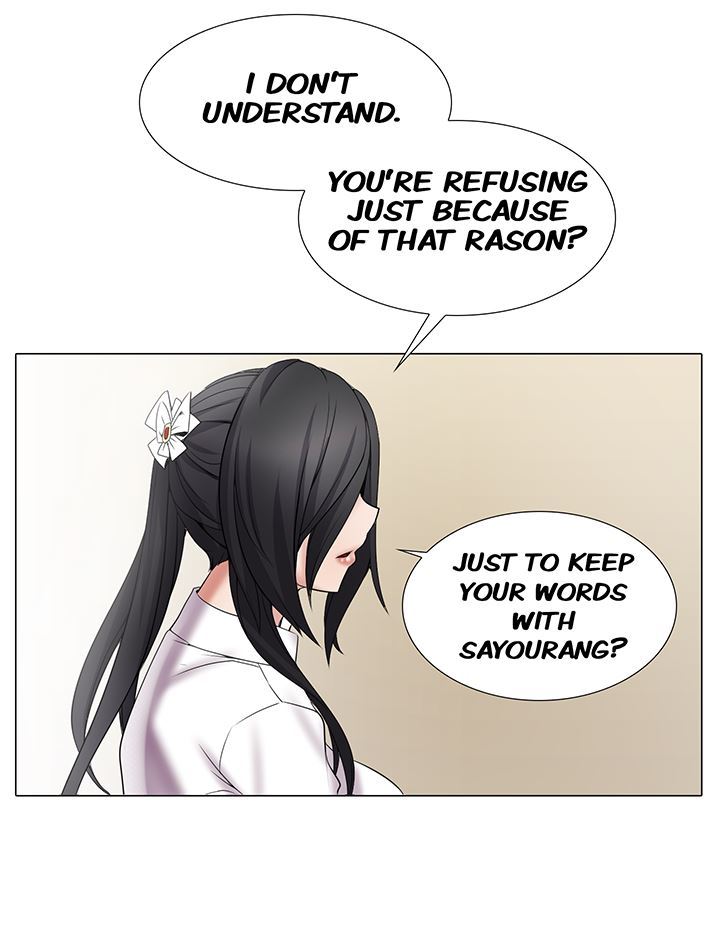 I DON'T
UNDERSTAND.
YOU'RE REFUSING
JUST BECAUSE
OF THAT RASON?
JUST TO KEEP
YOUR WORDS
WITH
SAYOURANG?